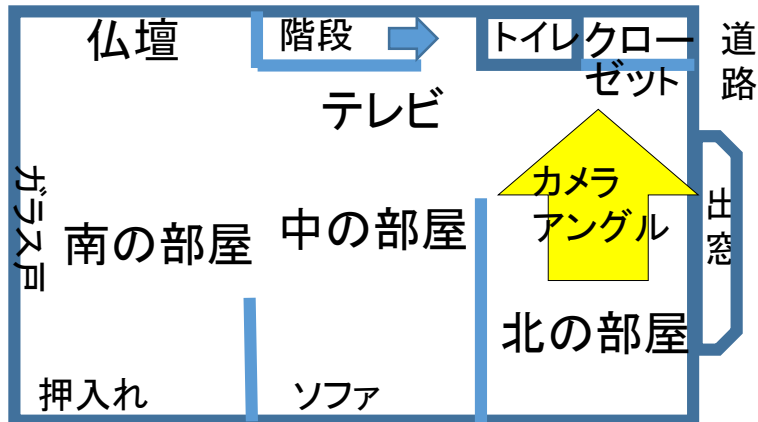 仏壇
階段
トイレ
クロー
ゼット
道
路
テレビ
カメラ
アングル
ガラス戸
南の部屋
中の部屋
出窓
北の部屋
押入れ
ソファ